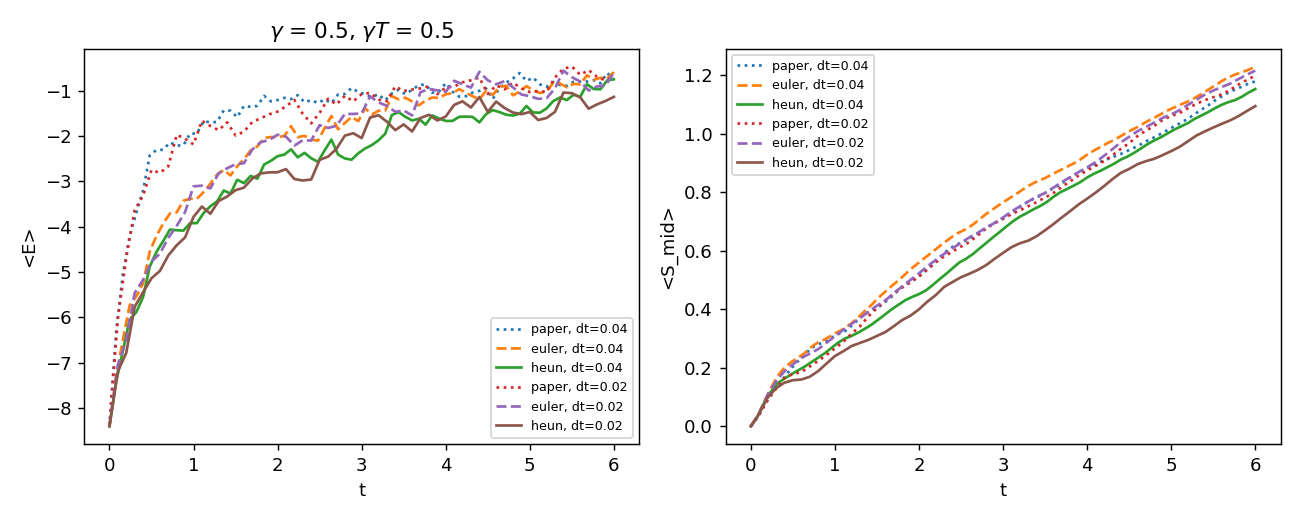 γ = 0.5, γT = 0.5
<E>
−1
−2
−3
−4
−5
−6
−7
−8
0 1 2 3 4 5 6
t
paper, dt=0.04
euler, dt=0.04
heun, dt=0.04
paper, dt=0.02
euler, dt=0.02
heun, dt=0.02
<S_mid>
1.2
1.0
0.8
0.6
0.4
0.2
0.0
0 1 2 3 4 5 6
t
paper, dt=0.04
euler, dt=0.04
heun, dt=0.04
paper, dt=0.02
euler, dt=0.02
heun, dt=0.02